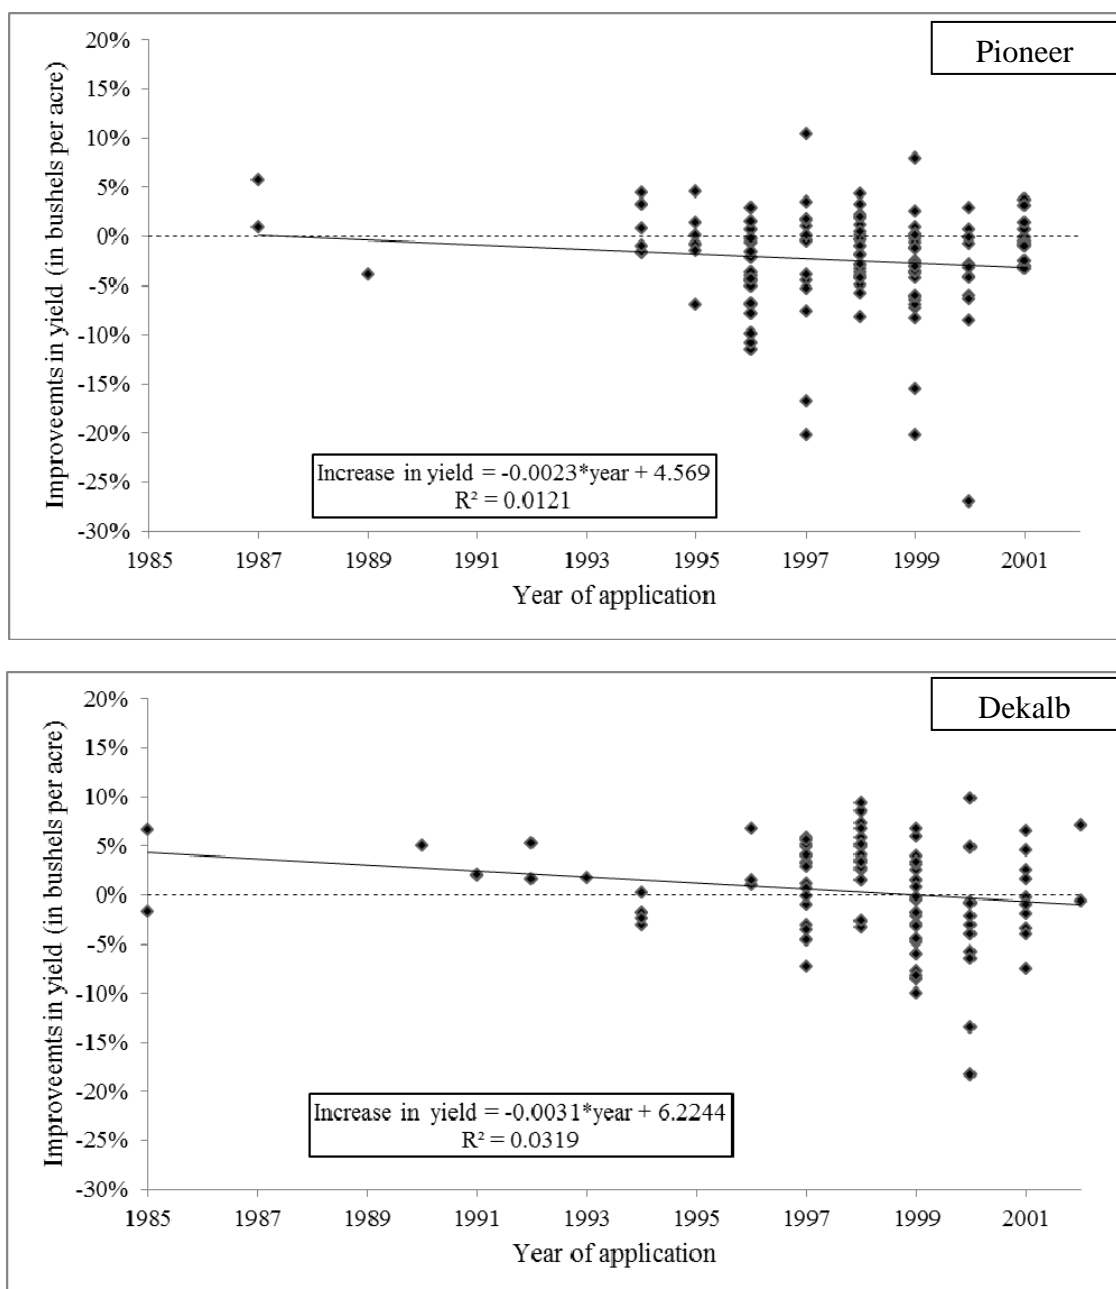 Pioneer
Improveemts in yield (in bushels per acre)
20%
15%
10%
5%
0%
-5%
-10%
-15%
-20%
-25%
-30%
Increase in yield = -0.0023*year + 4.569
R² = 0.0121
1985 1987 1989 1991 1993 1995 1997 1999 2001
Year of application
Dekalb
Improveemts in yield (in bushels per acre)
20%
15%
10%
5%
0%
-5%
-10%
-15%
-20%
-25%
-30%
Increase in yield = -0.0031*year + 6.2244
R² = 0.0319
1985 1987 1989 1991 1993 1995 1997 1999 2001
Year of application